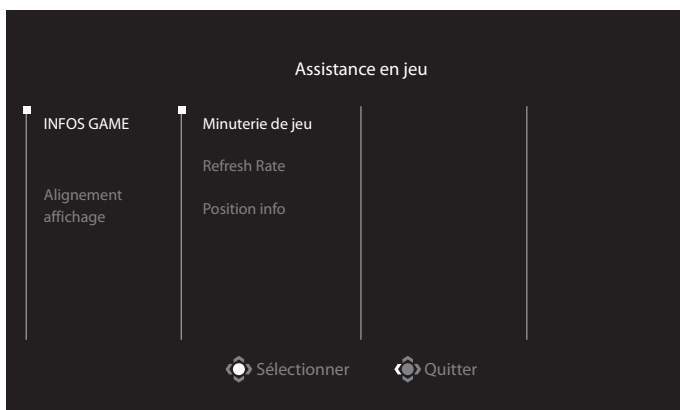 Assistance en jeu
INFOS GAME
Alignement
affichage
Minuterie de jeu
Refresh Rate
Position info
Sélectionner
Quitter